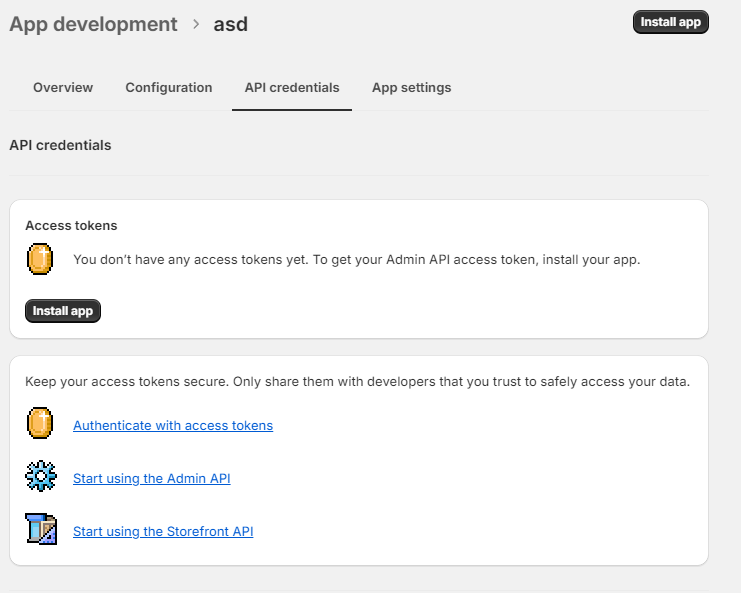 App development > asd
Install app
Overview
Configuration
API credentials
App settings
API credentials
Access tokens
You don’t have any access tokens yet. To get your Admin API access token, install your app.
Install app
Keep your access tokens secure. Only share them with developers that you trust to safely access your data.
Authenticate with access tokens
Start using the Admin API
Start using the Storefront API